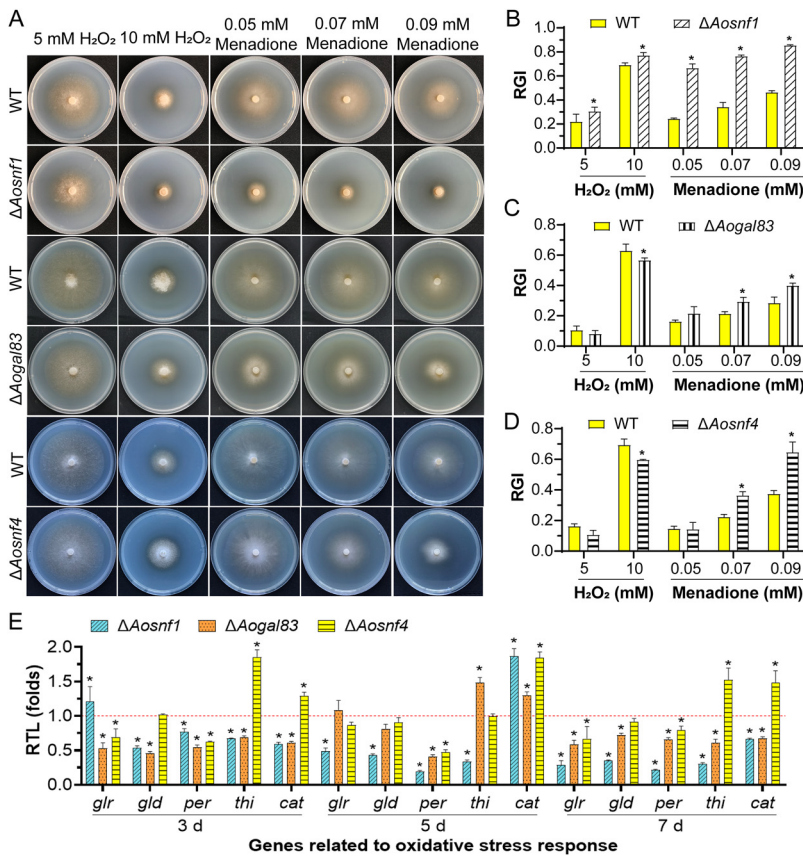 A
5 mM H₂O₂ 10 mM H₂O₂ 0.05 mM Menadione 0.07 mM Menadione 0.09 mM Menadione
WT
ΔAosnf1
WT
ΔAogal83
WT
ΔAosnf4
B
WT ΔAosnf1
RGI
1.0
0.8
0.6
0.4
0.2
0.0
* * * * *
5 10 0.05 0.07 0.09
H₂O₂ (mM) Menadione (mM)
C
WT ΔAogal83
RGI
0.8
0.6
0.4
0.2
0.0
* * *
5 10 0.05 0.07 0.09
H₂O₂ (mM) Menadione (mM)
D
WT ΔAosnf4
RGI
0.8
0.6
0.4
0.2
0.0
* * *
5 10 0.05 0.07 0.09
H₂O₂ (mM) Menadione (mM)
E
ΔAosnf1 ΔAogal83 ΔAosnf4
RTL (folds)
2.0
1.5
1.0
0.5
0.0
glr gld per thi cat glr gld per thi cat glr gld per thi cat
3 d 5 d 7 d
Genes related to oxidative stress response